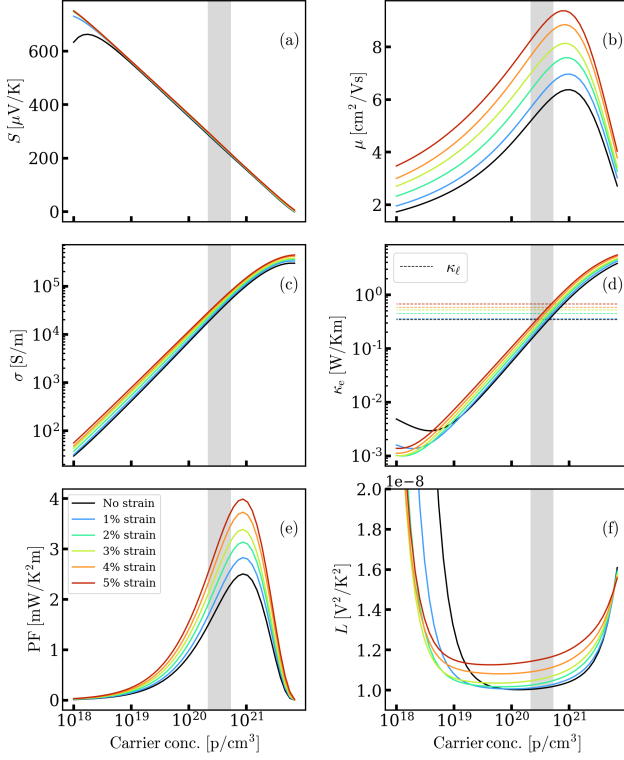 (a)
S [μV/K]
600
400
200
0
(b)
μ [cm²/Vs]
8
6
4
2
(c)
σ [S/m]
10⁵
10⁴
10³
10²
(d)
κₑ [W/Km]
κ_ℓ
10⁰
10⁻¹
10⁻²
10⁻³
(e)
PF [mW/K²m]
4
3
2
1
0
No strain
1% strain
2% strain
3% strain
4% strain
5% strain
10¹⁸ 10¹⁹ 10²⁰ 10²¹
Carrier conc. [p/cm³]
1e−8
(f)
L [V²/K²]
2.0
1.8
1.6
1.4
1.2
1.0
10¹⁸ 10¹⁹ 10²⁰ 10²¹
Carrier conc. [p/cm³]